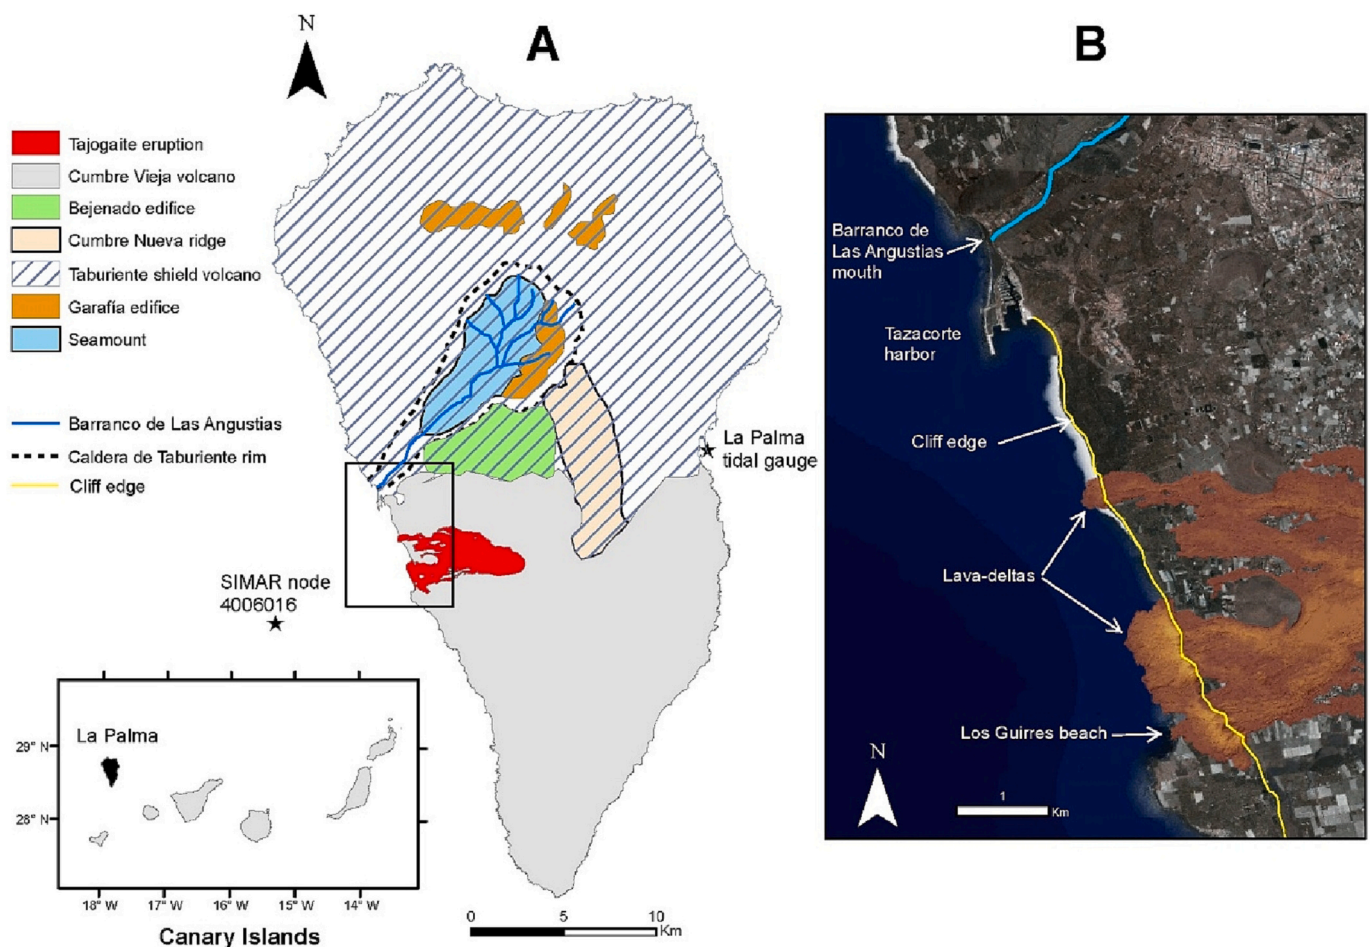 A
B
N
Tajogaite eruption
Cumbre Vieja volcano
Bejenado edifice
Cumbre Nueva ridge
Taburiente shield volcano
Garafía edifice
Seamount
Barranco de Las Angustias
Caldera de Taburiente rim
Cliff edge
La Palma
tidal gauge
SIMAR node
4006016
La Palma
29° N
28° N
18° W
17° W
16° W
15° W
14° W
Canary Islands
0
5
10
Km
Barranco de
Las Angustias
mouth
Tazacorte
harbor
Cliff edge
Lava-deltas
Los Guirres beach
N
1
Km